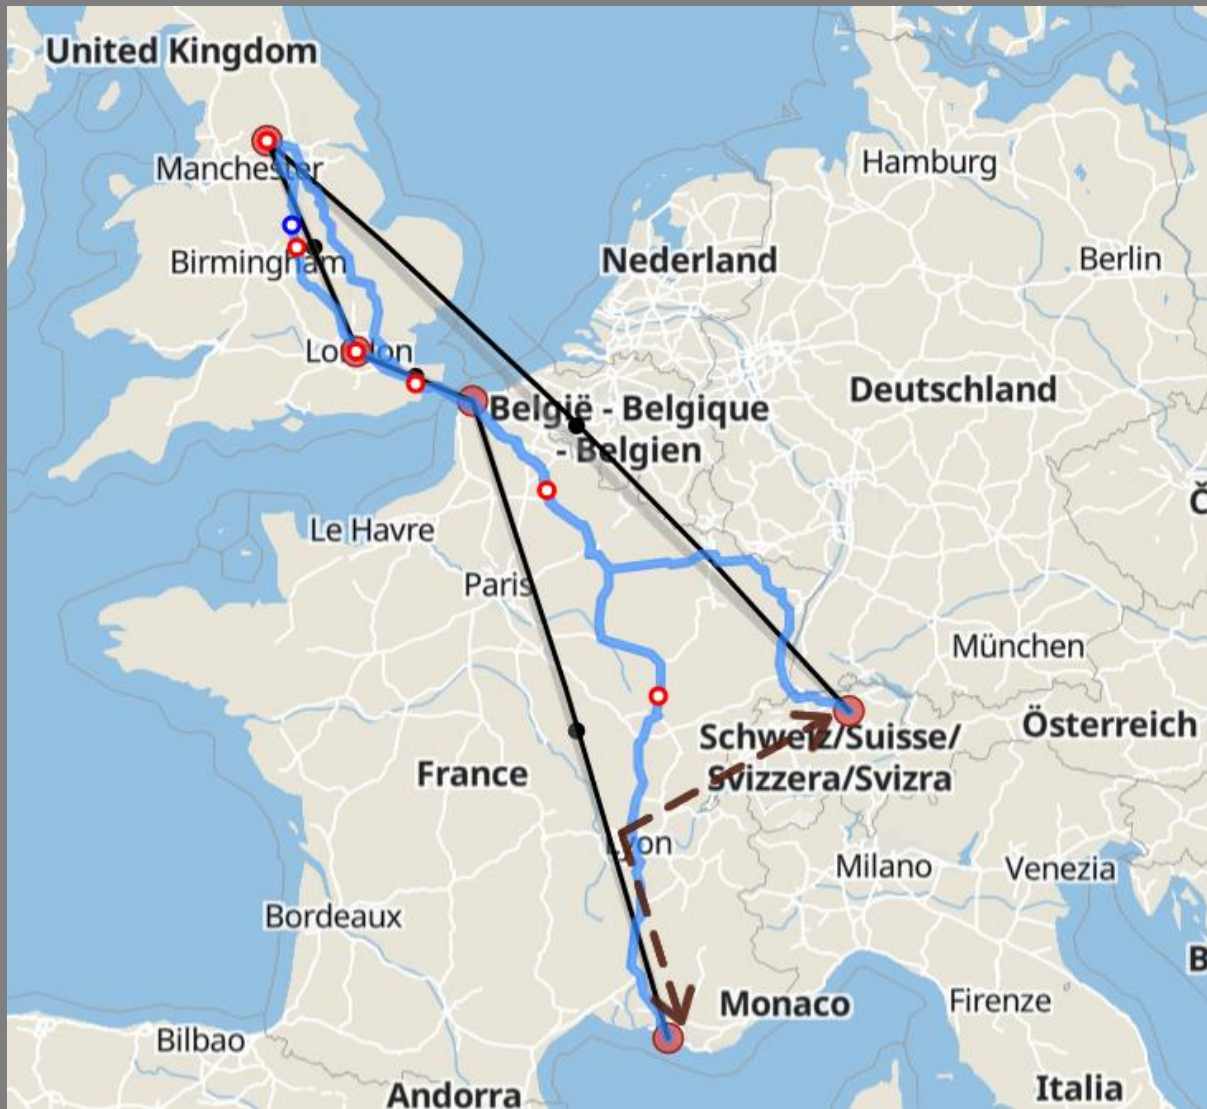 United Kingdom
Manchester
Hamburg
Nederland
Birmingham
Berlin
London
Deutschland
België - Belgique
- Belgien
Č
Le Havre
Paris
München
Österreich
Schweiz/Suisse/
Svizzera/Svizra
France
Lyon
Milano
Venezia
Bordeaux
B
Monaco
Firenze
Bilbao
Andorra
Italia